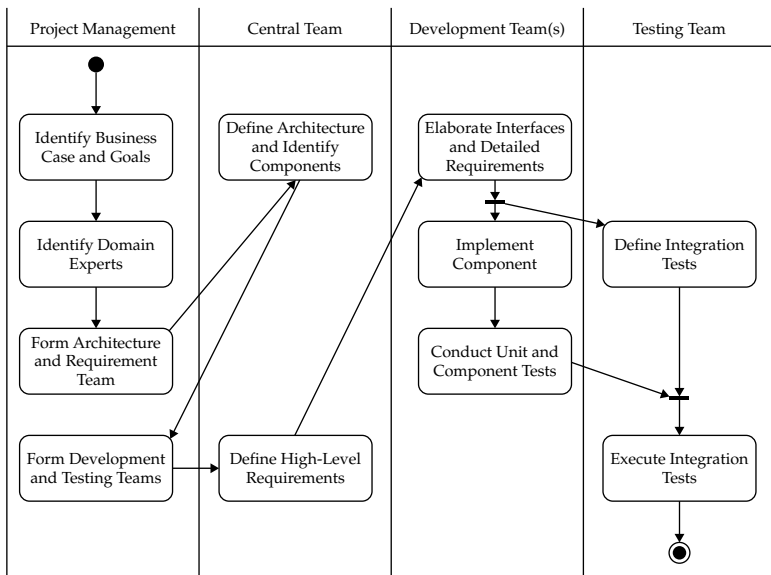 Project Management
Central Team
Development Team(s)
Testing Team
Identify Business
Case and Goals
Define Architecture
and Identify
Components
Elaborate Interfaces
and Detailed
Requirements
Identify Domain
Experts
Implement
Component
Define Integration
Tests
Form Architecture
and Requirement
Team
Conduct Unit and
Component Tests
Form Development
and Testing Teams
Define High-Level
Requirements
Execute Integration
Tests